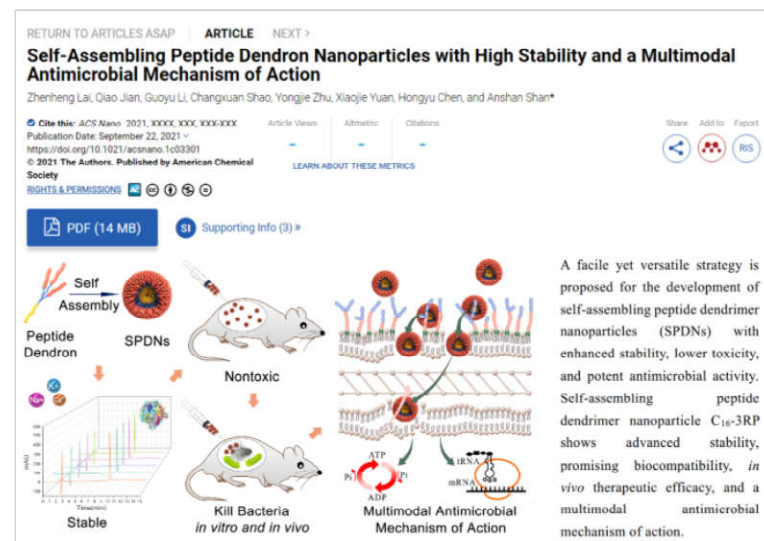 RETURN TO ARTICLES ASAP ARTICLE NEXT >
Self-Assembling Peptide Dendron Nanoparticles with High Stability and a Multimodal
Antimicrobial Mechanism of Action
Zhenheng Lai, Qiao Jian, Guoyu Li, Changxuan Shao, Yongjie Zhu, Xiaojie Yuan, Hongyu Chen, and Anshan Shan*
Cite this: ACS Nano 2021, XXXX, XXX, XXX-XXX
Publication Date: September 22, 2021
https://doi.org/10.1021/acsnano.1c03301
© 2021 The Authors. Published by American Chemical
Society
RIGHTS & PERMISSIONS
Article Views
-
Altmetric
-
Citations
-
LEARN ABOUT THESE METRICS
Share Add to Export
RIS
PDF (14 MB)
SI Supporting Info (3) »
Self
Assembly
Peptide
Dendron
SPDNs
Nontoxic
K+
Na+
mAU
Time(min)
Stable
Kill Bacteria
in vitro and in vivo
ATP
Pi
Pi
ADP
tRNA
mRNA
Multimodal Antimicrobial
Mechanism of Action
A facile yet versatile strategy is
proposed for the development of
self-assembling peptide dendrimer
nanoparticles (SPDNs) with
enhanced stability, lower toxicity,
and potent antimicrobial activity.
Self-assembling peptide
dendrimer nanoparticle C₁₆-3RP
shows advanced stability,
promising biocompatibility, in
vivo therapeutic efficacy, and a
multimodal antimicrobial
mechanism of action.